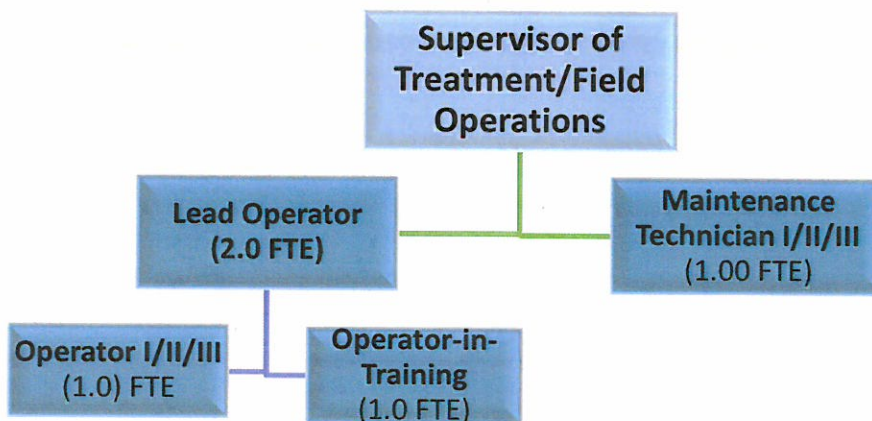 Supervisor of
Treatment/Field
Operations
Lead Operator
(2.0 FTE)
Maintenance
Technician I/II/III
(1.00 FTE)
Operator I/II/III
(1.0) FTE
Operator-in-
Training
(1.0 FTE)